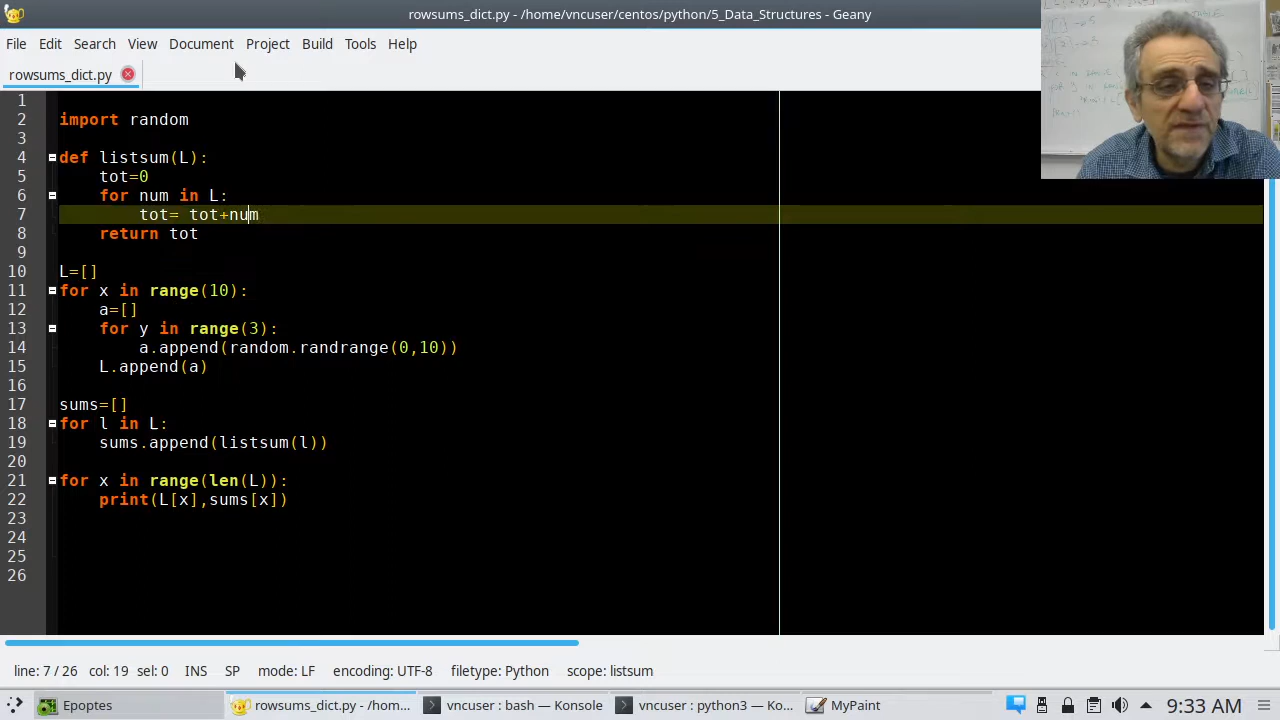 rowsums_dict.py - /home/vncuser/centos/python/5_Data_Structures - Geany
File Edit Search View Document Project Build Tools Help
rowsums_dict.py
1
2 import random
3
4 def listsum(L):
5     tot=0
6     for num in L:
7         tot= tot+num
8     return tot
9
10 L=[]
11 for x in range(10):
12     a=[]
13     for y in range(3):
14         a.append(random.randrange(0,10))
15     L.append(a)
16
17 sums=[]
18 for l in L:
19     sums.append(listsum(l))
20
21 for x in range(len(L)):
22     print(L[x],sums[x])
23
24
25
26
line: 7 / 26 col: 19 sel: 0 INS SP mode: LF encoding: UTF-8 filetype: Python scope: listsum
Epoptes rowsums_dict.py - /hom... vncuser : bash — Konsole vncuser : python3 — Ko... MyPaint 9:33 AM